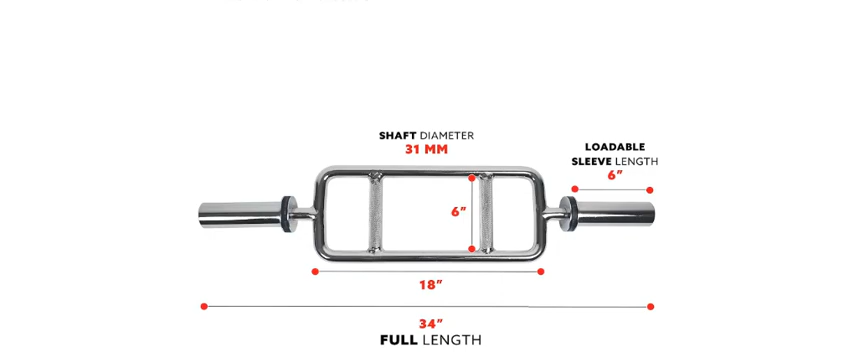 SHAFT DIAMETER
31 MM
LOADABLE
SLEEVE LENGTH
6”
6”
18”
34”
FULL LENGTH